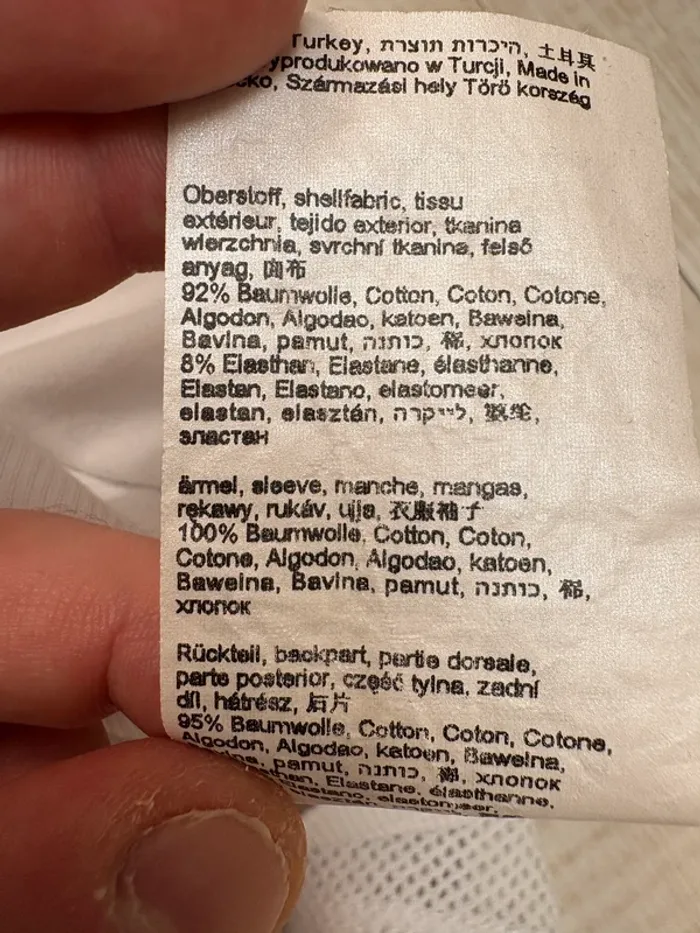 Turkey, היכרות תוצרת, 土耳其
yprodukowano w Turcji, Made in
cko, Származási hely Törö korszég
Oberstoff, shellfabric, tissu
extérieur, tejido exterior, tkanina
wierzchnia, svrchní tkanina, felső
anyag, 面布
92% Baumwolle, Cotton, Coton, Cotone,
Algodon, Algodao, katoen, Bawelna,
Bavlna, pamut, כותנה, 棉, хлопок
8% Elasthan, Elastane, élasthanne,
Elastan, Elastano, elastomeer,
elastan, elasztán, לייקרה,
эластан
ärmel, sleeve, manche, mangas,
rękawy, rukáv, ujja, 衣服袖子
100% Baumwolle, Cotton, Coton,
Cotone, Algodon, Algodao, katoen,
Bawelna, Bavlna, pamut, כותנה, 棉,
хлопок
Rückteil, backpart, partie dorsale,
parte posterior, część tylna, zadní
díl, hátrész, 后片
95% Baumwolle, Cotton, Coton, Cotone,
Algodon, Algodao, katoen, Bawelna,
pamut, כותנה, 棉, хлопок
Elastane, élasthanne,
elastomeer,